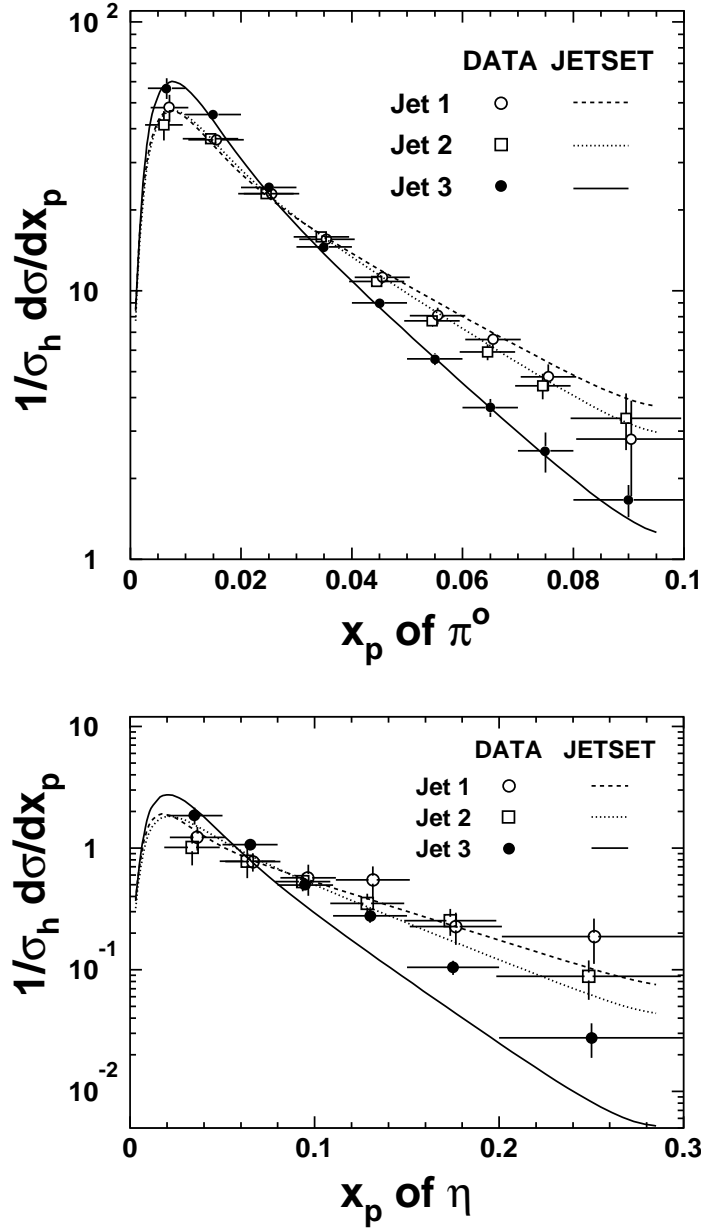 10²
DATA JETSET
Jet 1
Jet 2
Jet 3
10
1
1/σ_h dσ/dx_p
0 0.02 0.04 0.06 0.08 0.1
x_p of π⁰
10
DATA JETSET
Jet 1
Jet 2
Jet 3
1
10⁻¹
10⁻²
1/σ_h dσ/dx_p
0 0.1 0.2 0.3
x_p of η